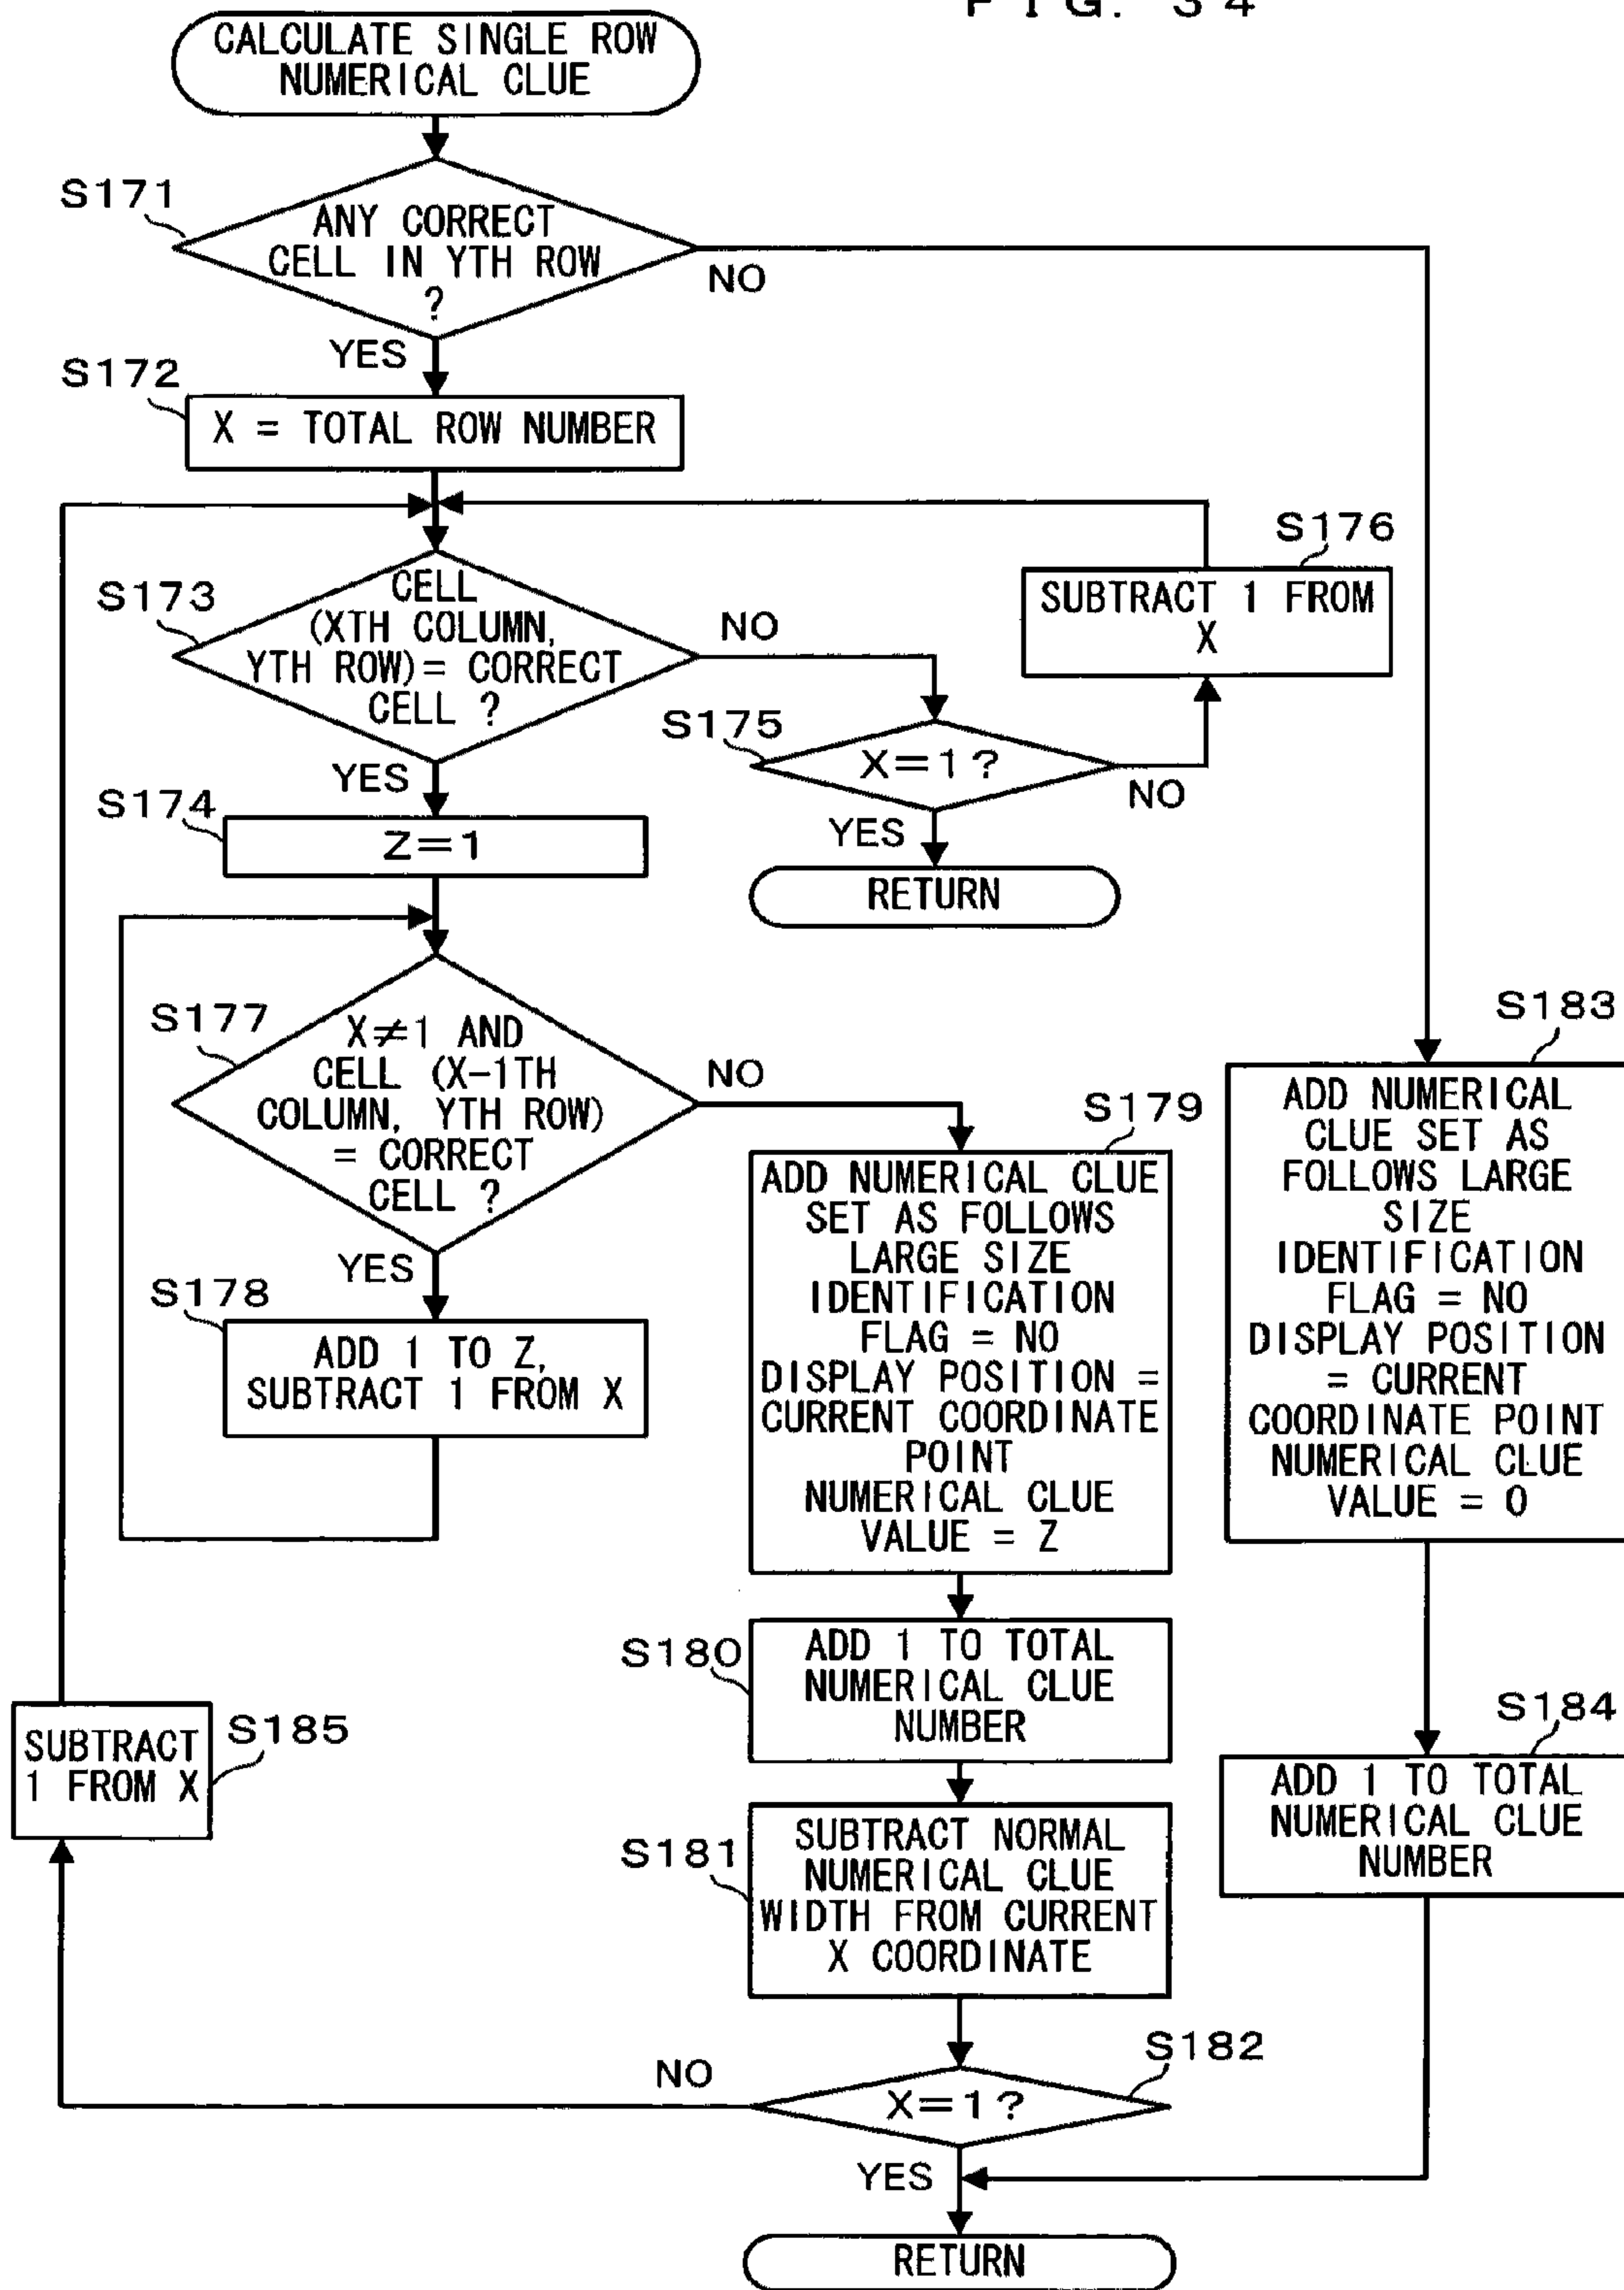 FIG. 34
CALCULATE SINGLE ROW
NUMERICAL CLUE
S171
ANY CORRECT
CELL IN YTH ROW
?
NO
YES
S172
X = TOTAL ROW NUMBER
S176
SUBTRACT 1 FROM
X
S173
CELL
(XTH COLUMN,
YTH ROW)= CORRECT
CELL ?
NO
S175
X=1?
NO
YES
RETURN
YES
S174
Z=1
S177
X≠1 AND
CELL (X-1TH
COLUMN, YTH ROW)
= CORRECT
CELL ?
NO
YES
S178
ADD 1 TO Z,
SUBTRACT 1 FROM X
S179
ADD NUMERICAL CLUE
SET AS FOLLOWS
LARGE SIZE
IDENTIFICATION
FLAG = NO
DISPLAY POSITION =
CURRENT COORDINATE
POINT
NUMERICAL CLUE
VALUE = Z
S183
ADD NUMERICAL
CLUE SET AS
FOLLOWS LARGE
SIZE
IDENTIFICATION
FLAG = NO
DISPLAY POSITION
= CURRENT
COORDINATE POINT
NUMERICAL CLUE
VALUE = 0
S180
ADD 1 TO TOTAL
NUMERICAL CLUE
NUMBER
S184
ADD 1 TO TOTAL
NUMERICAL CLUE
NUMBER
S185
SUBTRACT
1 FROM X
S181
SUBTRACT NORMAL
NUMERICAL CLUE
WIDTH FROM CURRENT
X COORDINATE
S182
X=1?
NO
YES
RETURN